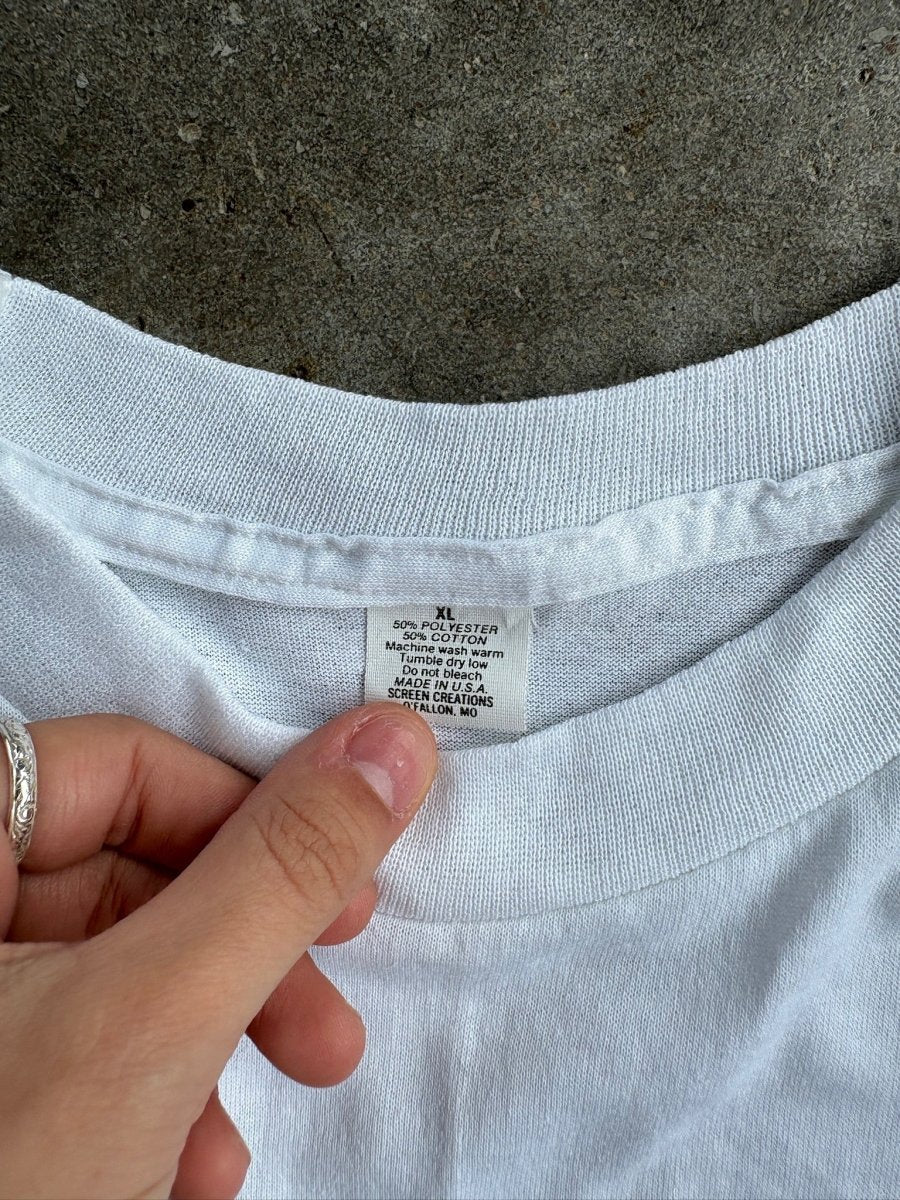 XL
50% POLYESTER
50% COTTON
Machine wash warm
Tumble dry low
Do not bleach
MADE IN U.S.A.
SCREEN CREATIONS
O'FALLON, MO